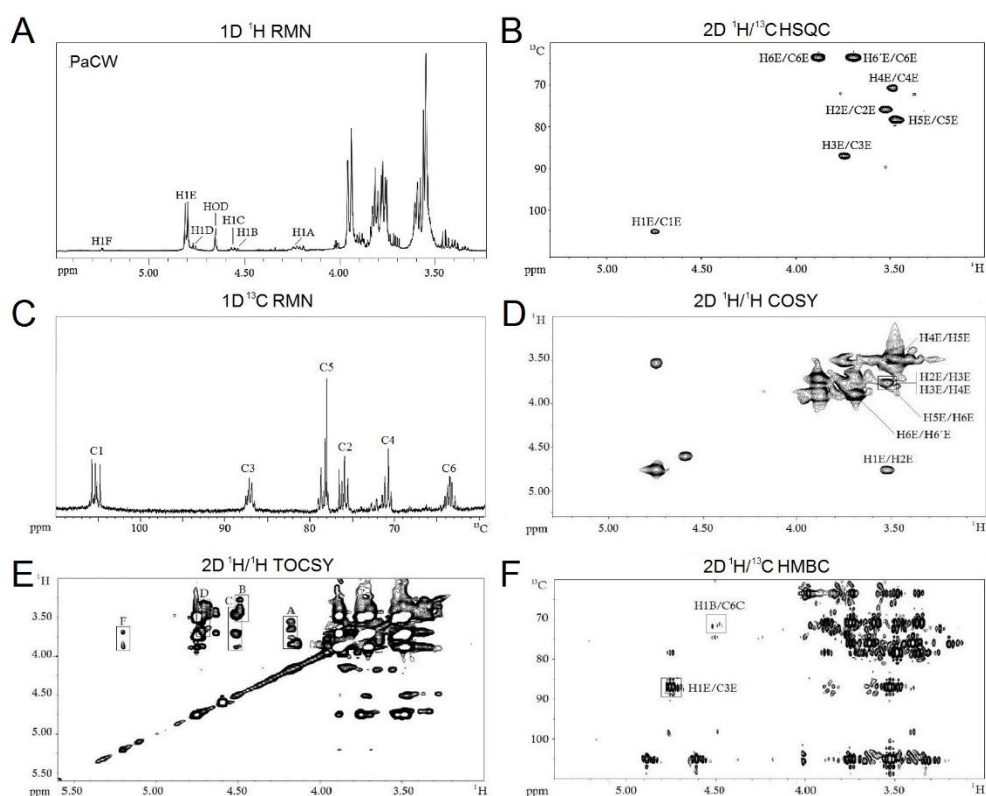 A
1D ¹H RMN
PaCW
H1F
H1E
H1D
HOD
H1C
H1B
H1A
ppm 5.00 4.50 4.00 3.50
B
2D ¹H/¹³C HSQC
¹³C
H6E/C6E
H6´E/C6E
70
H4E/C4E
H2E/C2E
80
H5E/C5E
H3E/C3E
90
100
H1E/C1E
ppm
5.00 4.00 3.50 ¹H
C
1D ¹³C RMN
C1
C3
C5
C2
C4
C6
ppm 100 90 80 70 ¹³C
D
2D ¹H/¹H COSY
¹H
H4E/H5E
3.50
H2E/H3E
H3E/H4E
4.00
H5E/H6E
H6E/H6´E
4.50
H1E/H2E
5.00
ppm
5.00 4.50 4.00 3.50 ¹H
E
2D ¹H/¹H TOCSY
¹H
D
B
C
A
F
3.50
4.00
4.50
5.00
5.50
ppm
5.50 5.00 4.50 4.00 3.50 ¹H
F
2D ¹H/¹³C HMBC
¹³C
H1B/C6C
70
80
H1E/C3E
90
100
110
ppm
5.00 4.50 4.00 3.50 ¹H